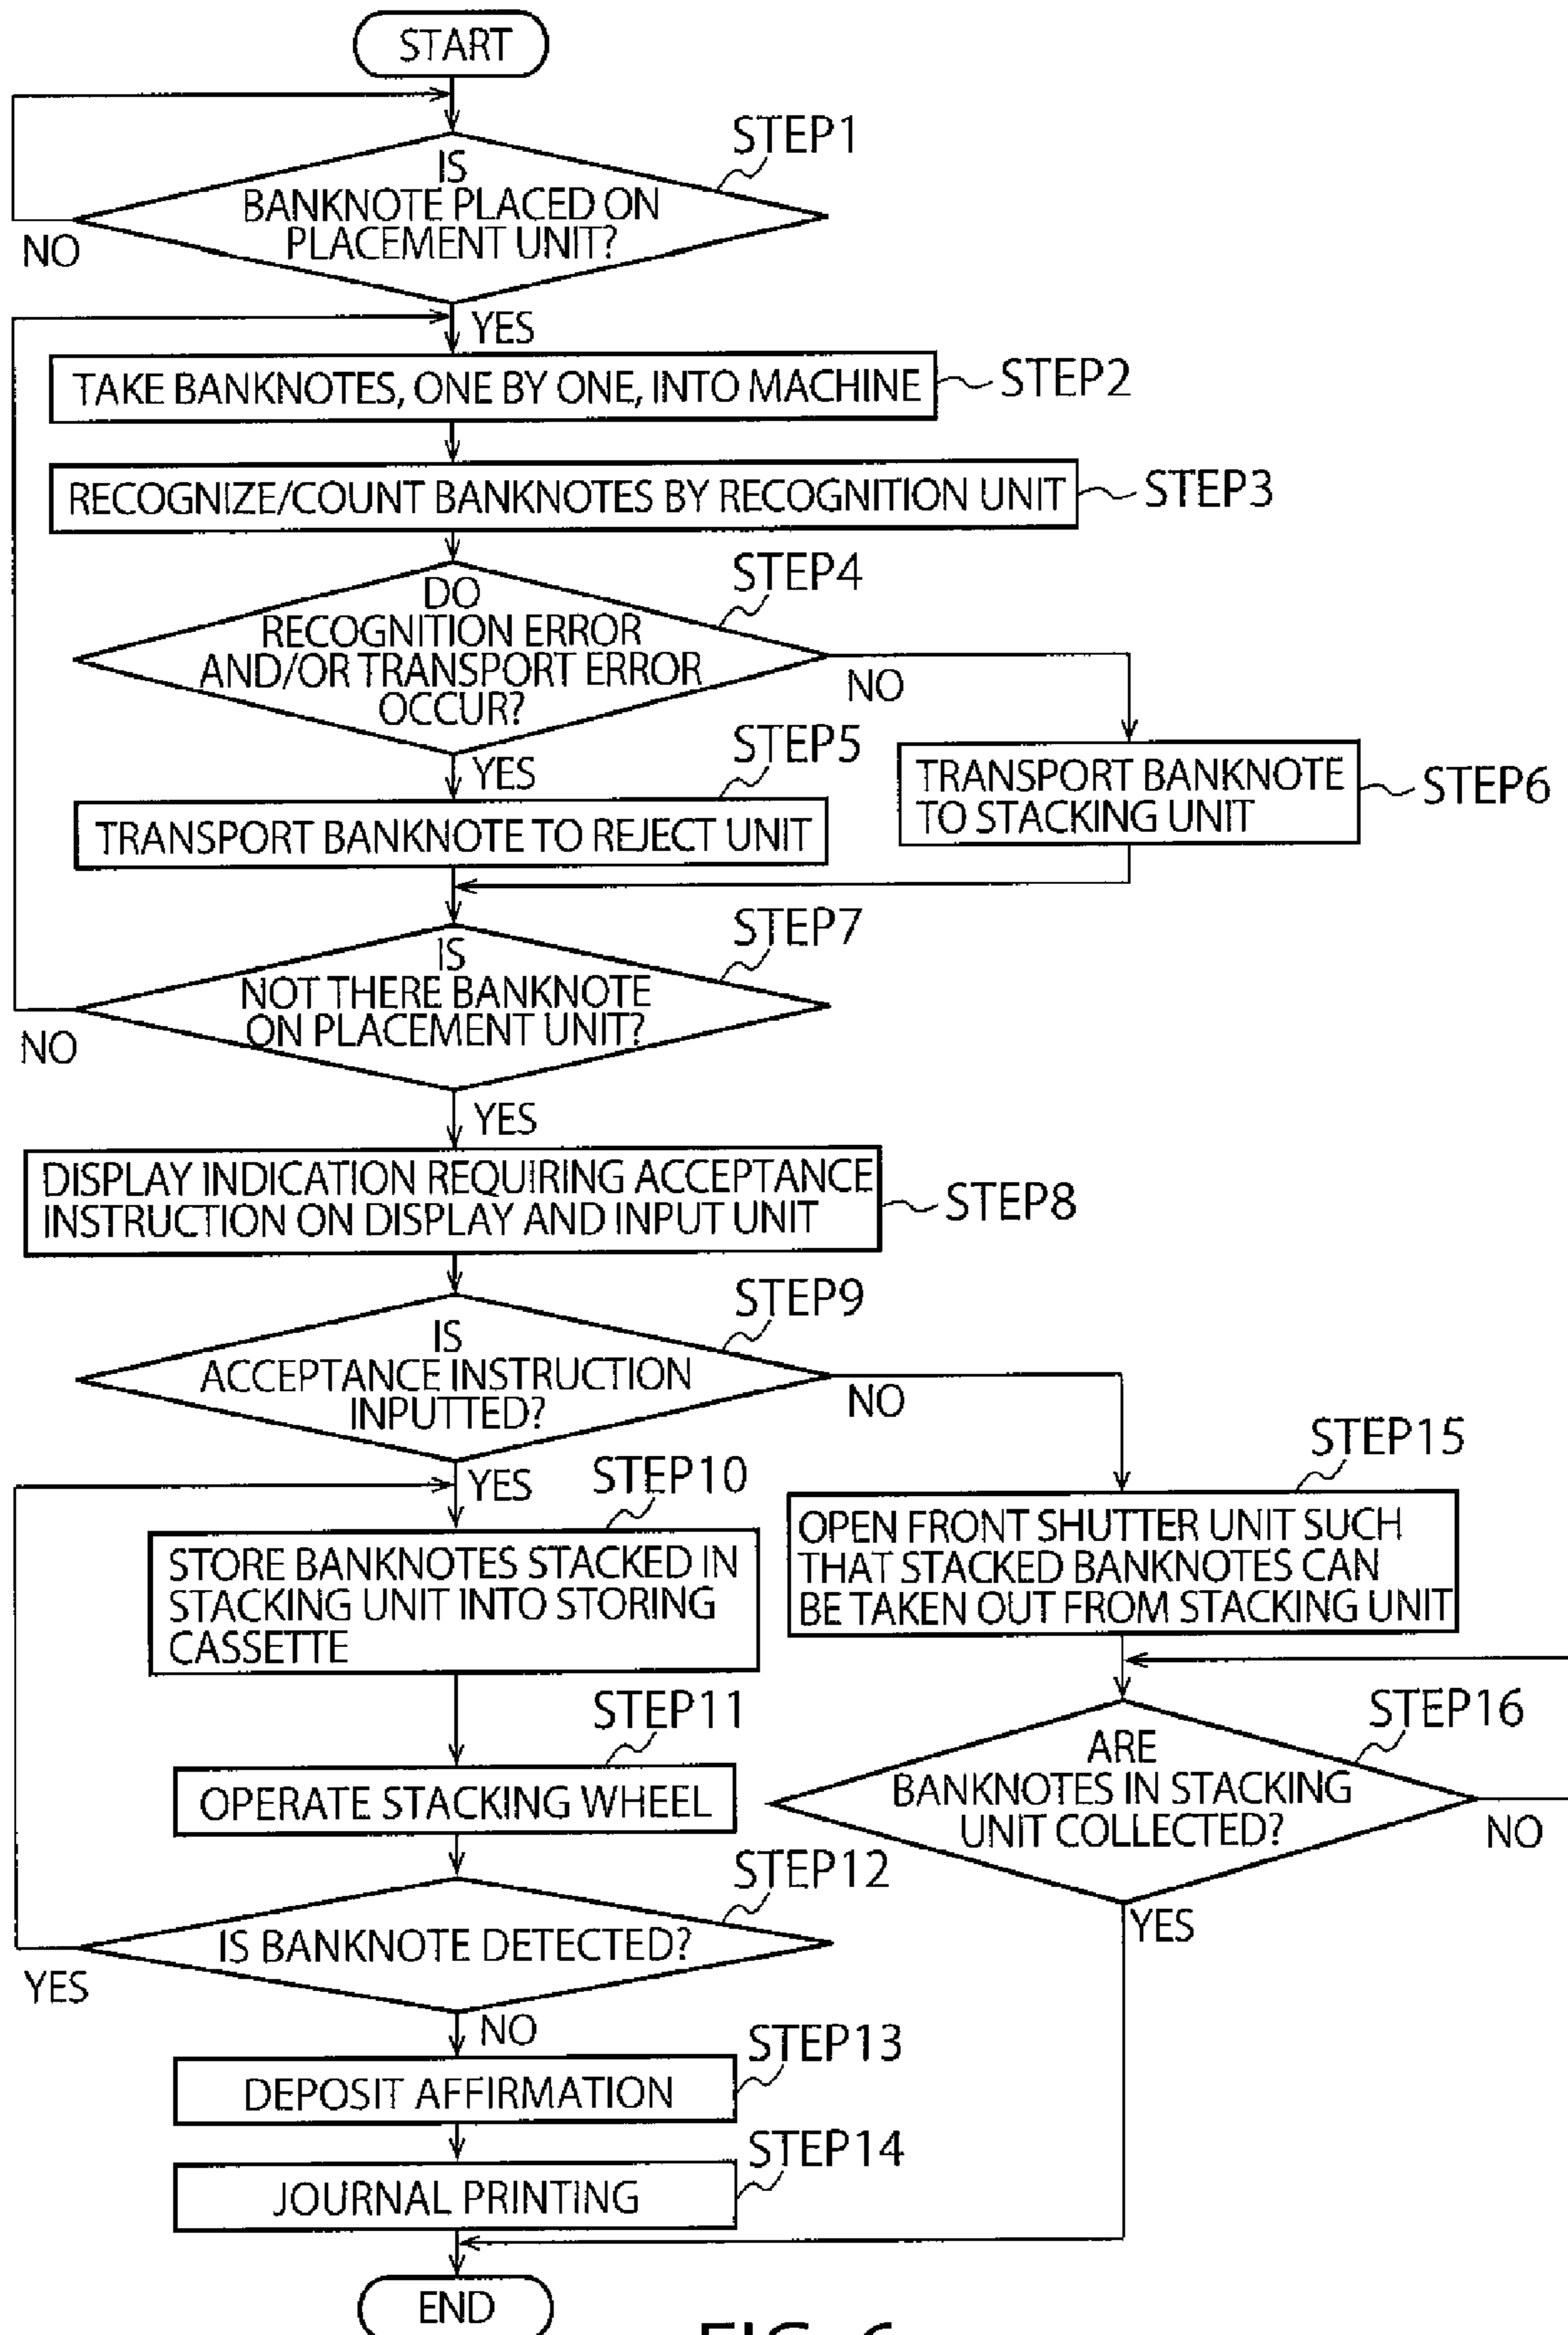 START
STEP1
IS
BANKNOTE PLACED ON
PLACEMENT UNIT?
NO
YES
TAKE BANKNOTES, ONE BY ONE, INTO MACHINE
STEP2
RECOGNIZE/COUNT BANKNOTES BY RECOGNITION UNIT
STEP3
STEP4
DO
RECOGNITION ERROR
AND/OR TRANSPORT ERROR
OCCUR?
NO
YES
STEP5
TRANSPORT BANKNOTE TO REJECT UNIT
TRANSPORT BANKNOTE
TO STACKING UNIT
STEP6
STEP7
IS
NOT THERE BANKNOTE
ON PLACEMENT UNIT?
NO
YES
DISPLAY INDICATION REQUIRING ACCEPTANCE
INSTRUCTION ON DISPLAY AND INPUT UNIT
STEP8
STEP9
IS
ACCEPTANCE INSTRUCTION
INPUTTED?
NO
YES
STEP10
STORE BANKNOTES STACKED IN
STACKING UNIT INTO STORING
CASSETTE
STEP15
OPEN FRONT SHUTTER UNIT SUCH
THAT STACKED BANKNOTES CAN
BE TAKEN OUT FROM STACKING UNIT
STEP11
OPERATE STACKING WHEEL
STEP16
ARE
BANKNOTES IN STACKING
UNIT COLLECTED?
NO
YES
STEP12
IS BANKNOTE DETECTED?
YES
NO
STEP13
DEPOSIT AFFIRMATION
STEP14
JOURNAL PRINTING
END
FIG. 6